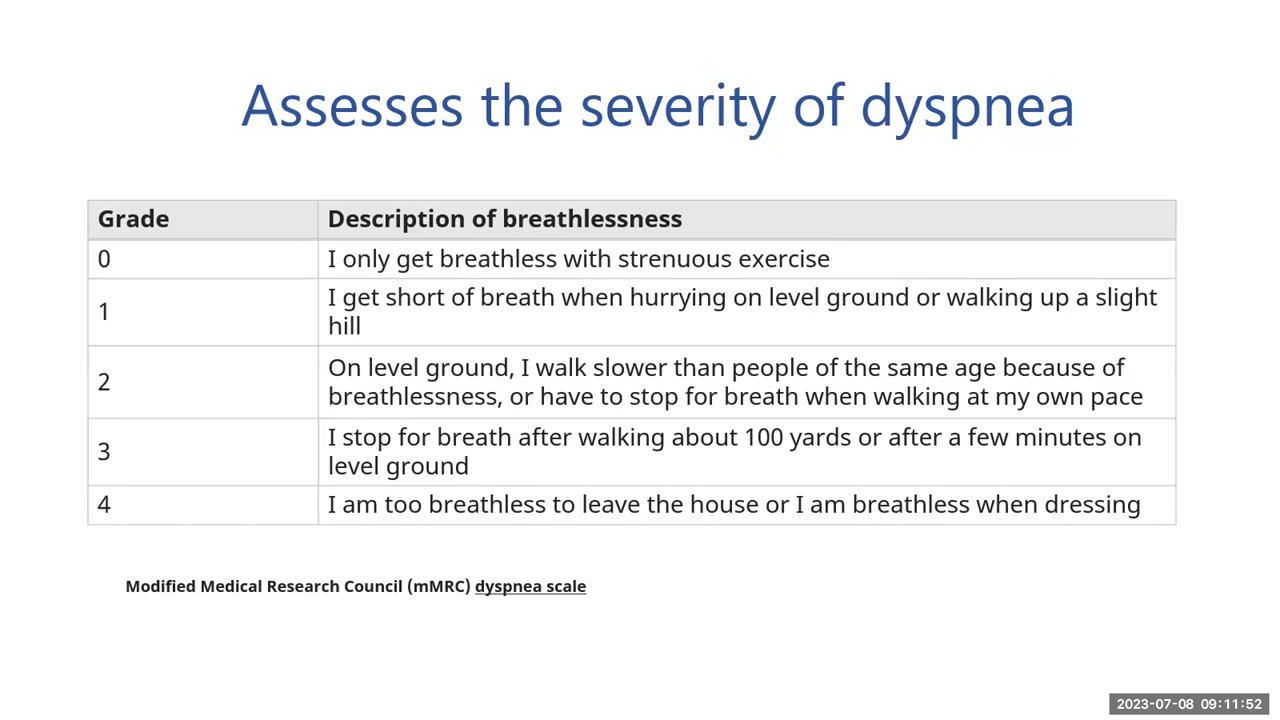 Assesses the severity of dyspnea
Grade Description of breathlessness
0 I only get breathless with strenuous exercise
1 I get short of breath when hurrying on level ground or walking up a slight
hill
2 On level ground, I walk slower than people of the same age because of
breathlessness, or have to stop for breath when walking at my own pace
3 I stop for breath after walking about 100 yards or after a few minutes on
level ground
4 I am too breathless to leave the house or I am breathless when dressing
Modified Medical Research Council (mMRC) dyspnea scale
2023-07-08 09:11:52